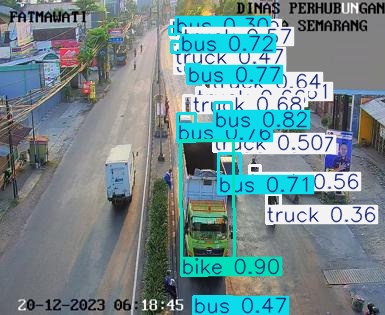 FATMAWATI
DINAS PERHUBUNGAN
SEMARANG
bus 0.30
bus 0.72
truck 0.47
bus 0.77
0.64
truck 0.68
bus 0.82
bus 0.76
truck 0.507
bus 0.71
0.56
truck 0.36
bike 0.90
20-12-2023 06:18:45
bus 0.47